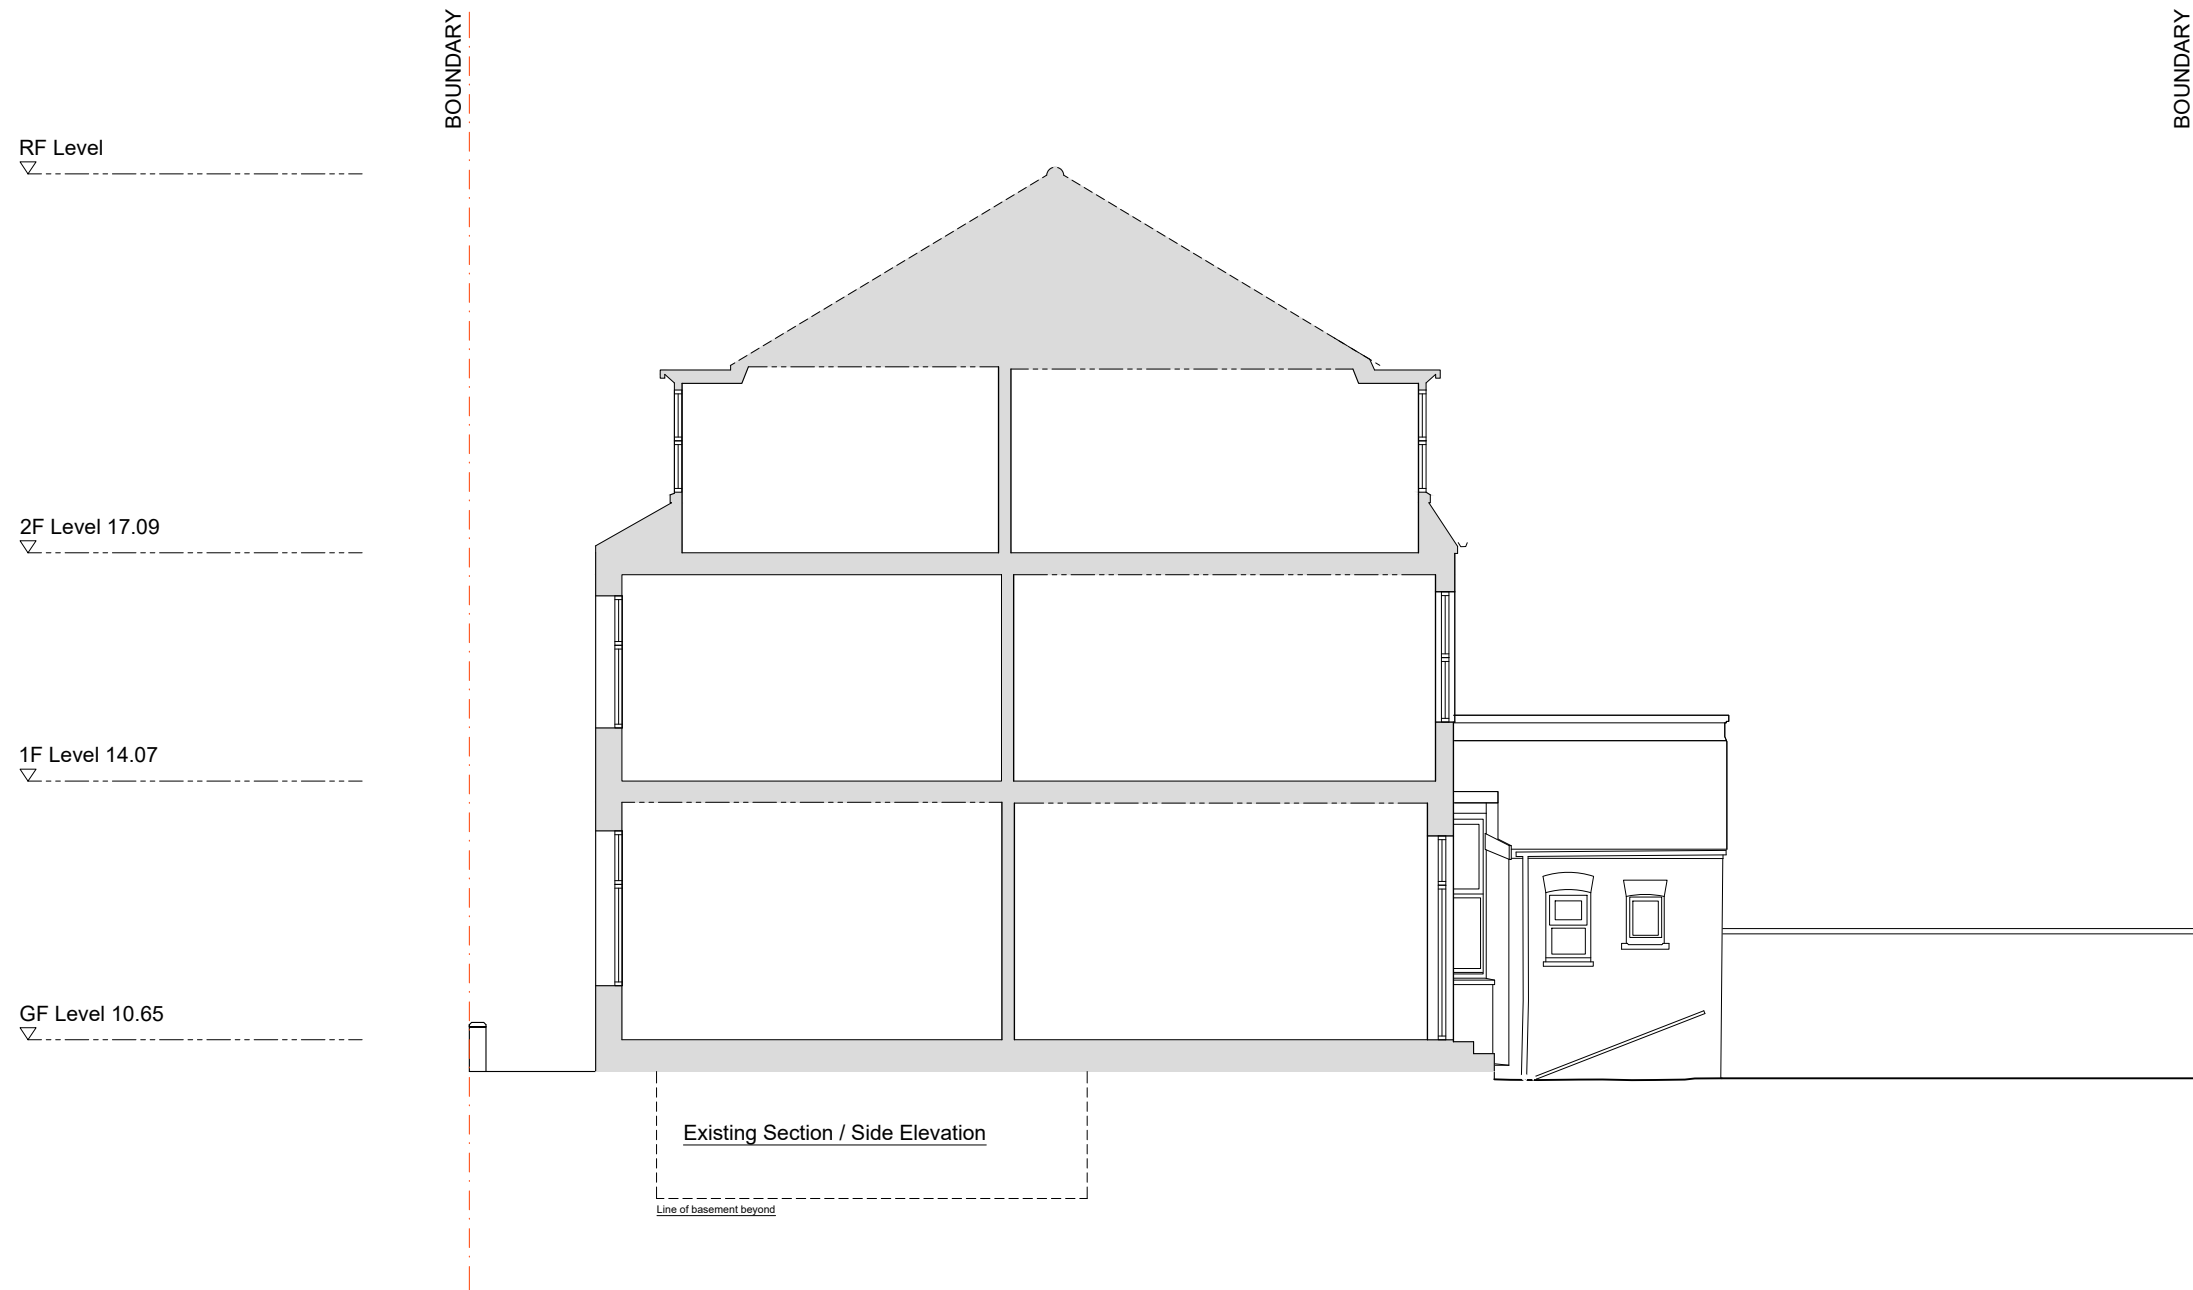 BOUNDARY
BOUNDARY
RF Level
2F Level 17.09
1F Level 14.07
GF Level 10.65
Existing Section / Side Elevation
Line of basement beyond